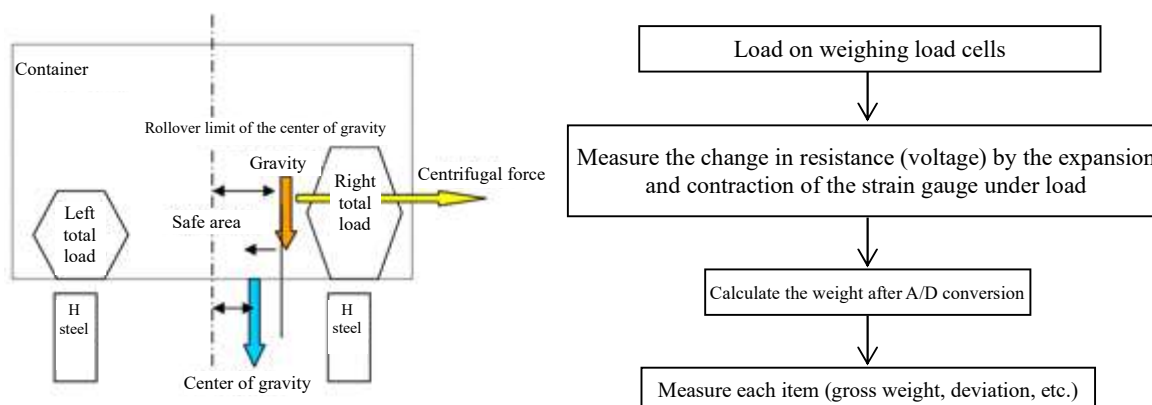 Container
Rollover limit of the center of gravity
Gravity
Centrifugal force
Right
total
load
Left
total
load
Safe area
H
steel
H
steel
Center of gravity
Load on weighing load cells
Measure the change in resistance (voltage) by the expansion
and contraction of the strain gauge under load
Calculate the weight after A/D conversion
Measure each item (gross weight, deviation, etc.)